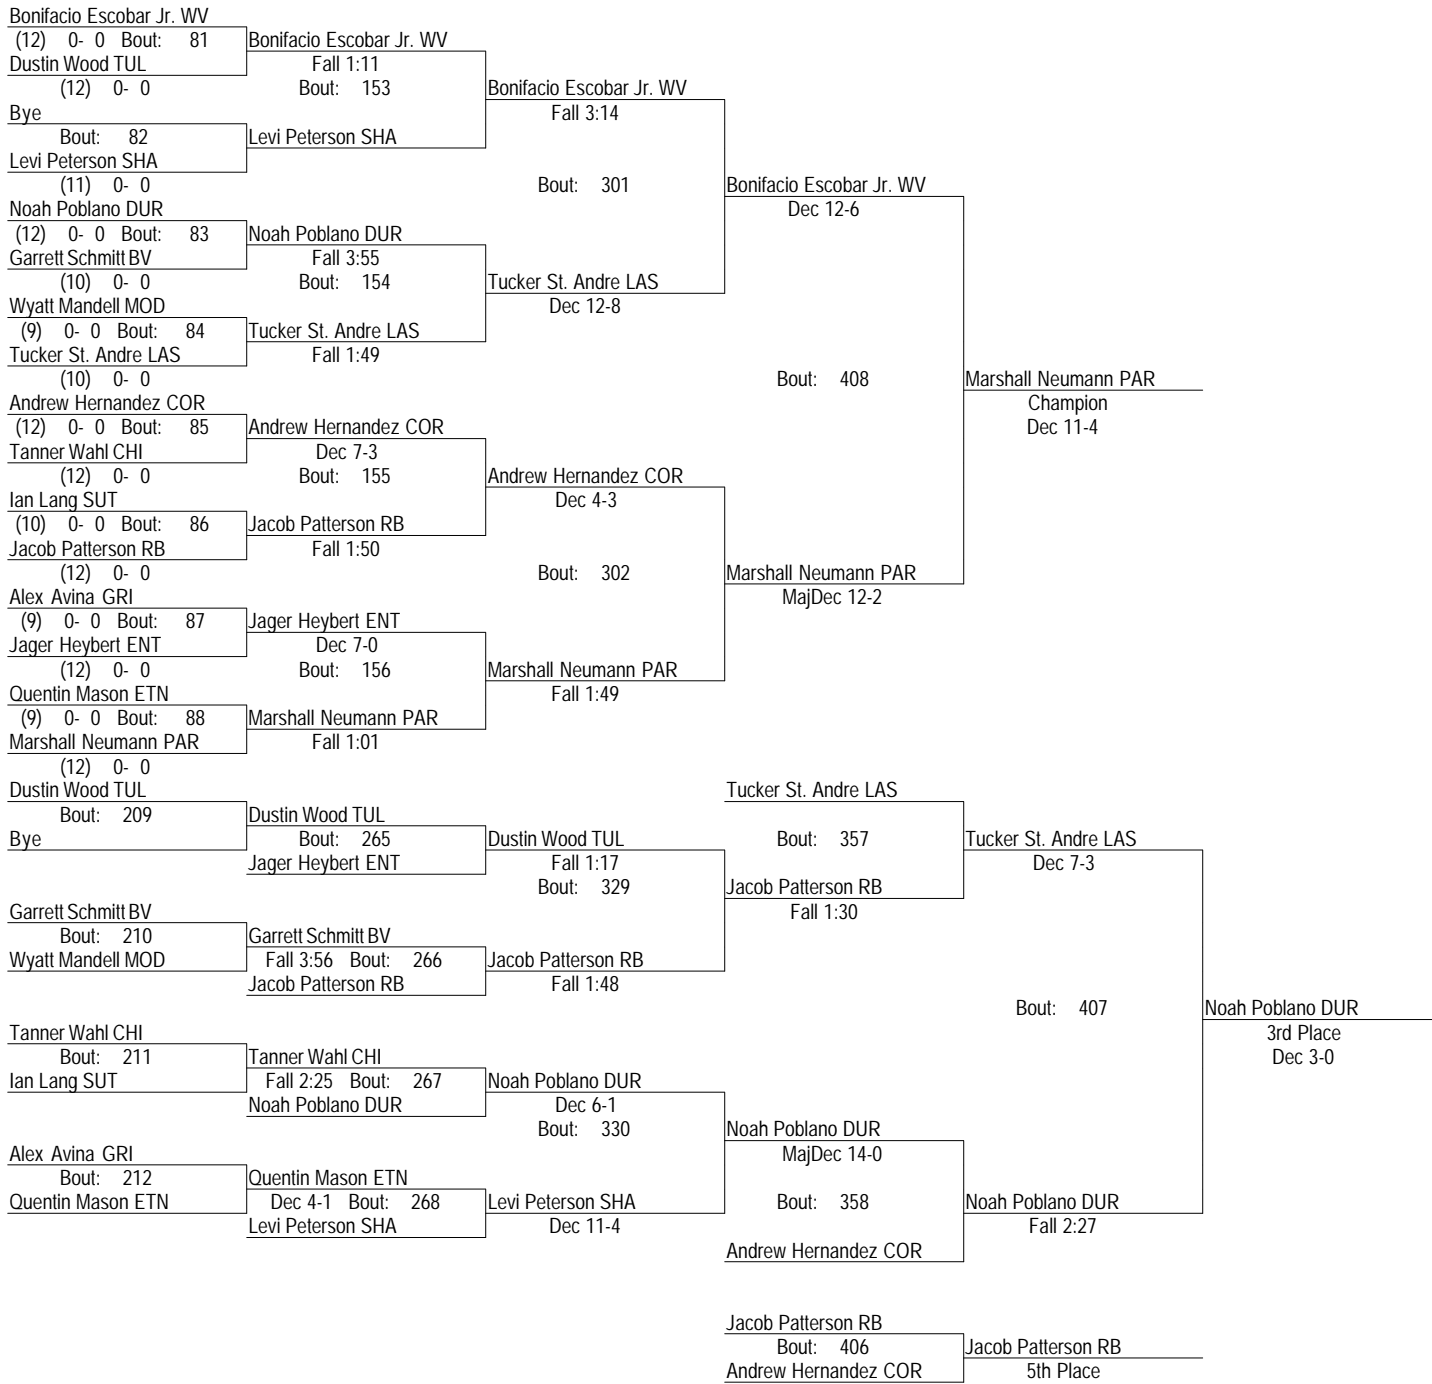 Bonifacio Escobar Jr. WV
(12) 0- 0 Bout: 81
Bonifacio Escobar Jr. WV
Dustin Wood TUL
Fall 1:11
(12) 0- 0
Bout: 153
Bonifacio Escobar Jr. WV
Bye
Fall 3:14
Bout: 82
Levi Peterson SHA
Levi Peterson SHA
(11) 0- 0
Bout: 301
Bonifacio Escobar Jr. WV
Noah Poblano DUR
Dec 12-6
(12) 0- 0 Bout: 83
Noah Poblano DUR
Garrett Schmitt BV
Fall 3:55
(10) 0- 0
Bout: 154
Tucker St. Andre LAS
Wyatt Mandell MOD
Dec 12-8
(9) 0- 0 Bout: 84
Tucker St. Andre LAS
Tucker St. Andre LAS
Fall 1:49
(10) 0- 0
Bout: 408
Marshall Neumann PAR
Andrew Hernandez COR
Champion
(12) 0- 0 Bout: 85
Andrew Hernandez COR
Dec 11-4
Tanner Wahl CHI
Dec 7-3
(12) 0- 0
Bout: 155
Andrew Hernandez COR
Ian Lang SUT
Dec 4-3
(10) 0- 0 Bout: 86
Jacob Patterson RB
Jacob Patterson RB
Fall 1:50
(12) 0- 0
Bout: 302
Marshall Neumann PAR
Alex Avina GRI
MajDec 12-2
(9) 0- 0 Bout: 87
Jager Heybert ENT
Jager Heybert ENT
Dec 7-0
(12) 0- 0
Bout: 156
Marshall Neumann PAR
Quentin Mason ETN
Fall 1:49
(9) 0- 0 Bout: 88
Marshall Neumann PAR
Marshall Neumann PAR
Fall 1:01
(12) 0- 0
Dustin Wood TUL
Tucker St. Andre LAS
Bout: 209
Dustin Wood TUL
Bye
Bout: 265
Dustin Wood TUL
Bout: 357
Tucker St. Andre LAS
Jager Heybert ENT
Fall 1:17
Dec 7-3
Bout: 329
Jacob Patterson RB
Garrett Schmitt BV
Fall 1:30
Bout: 210
Garrett Schmitt BV
Wyatt Mandell MOD
Fall 3:56 Bout: 266
Jacob Patterson RB
Jacob Patterson RB
Fall 1:48
Bout: 407
Noah Poblano DUR
Tanner Wahl CHI
3rd Place
Bout: 211
Tanner Wahl CHI
Dec 3-0
Ian Lang SUT
Fall 2:25 Bout: 267
Noah Poblano DUR
Noah Poblano DUR
Dec 6-1
Bout: 330
Noah Poblano DUR
Alex Avina GRI
MajDec 14-0
Bout: 212
Quentin Mason ETN
Quentin Mason ETN
Dec 4-1 Bout: 268
Levi Peterson SHA
Bout: 358
Noah Poblano DUR
Levi Peterson SHA
Dec 11-4
Fall 2:27
Andrew Hernandez COR
Jacob Patterson RB
Bout: 406
Jacob Patterson RB
Andrew Hernandez COR
5th Place